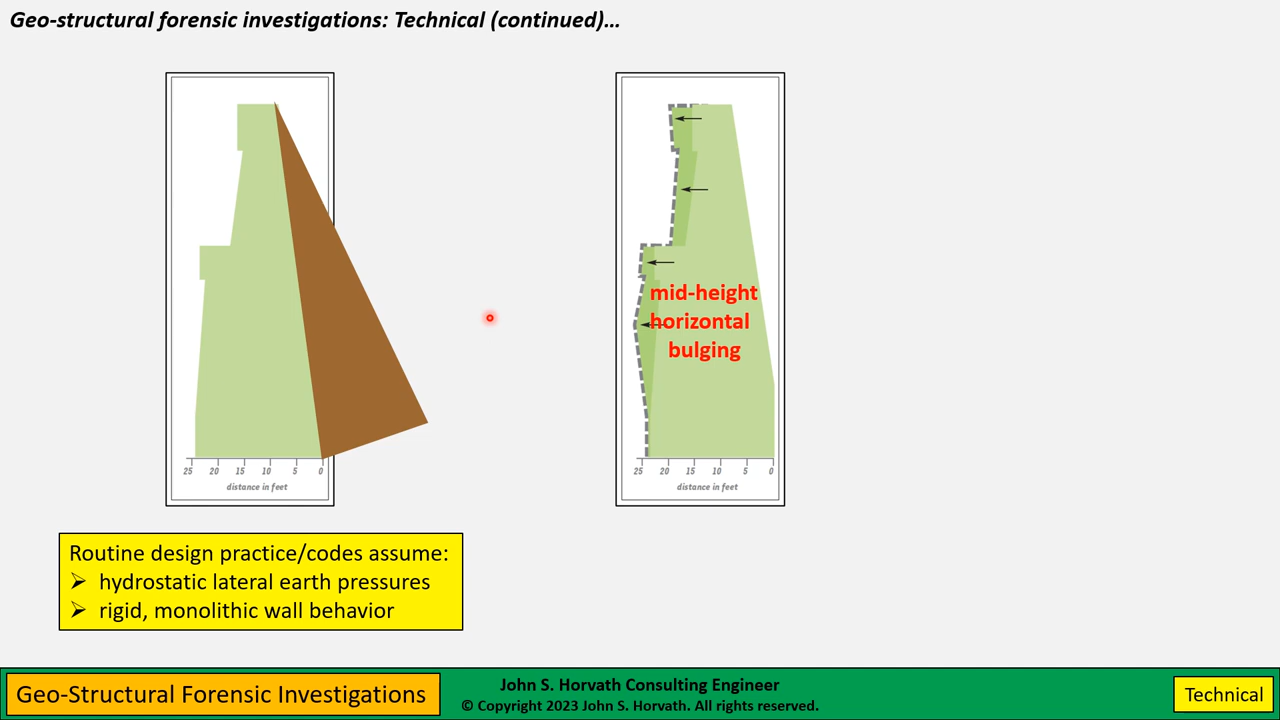 Geo-structural forensic investigations: Technical (continued)…
25 20 15 10 5 0
distance in feet
mid-height
horizontal
bulging
25 20 15 10 5 0
distance in feet
Routine design practice/codes assume:
➢ hydrostatic lateral earth pressures
➢ rigid, monolithic wall behavior
Geo-Structural Forensic Investigations
John S. Horvath Consulting Engineer
© Copyright 2023 John S. Horvath. All rights reserved.
Technical